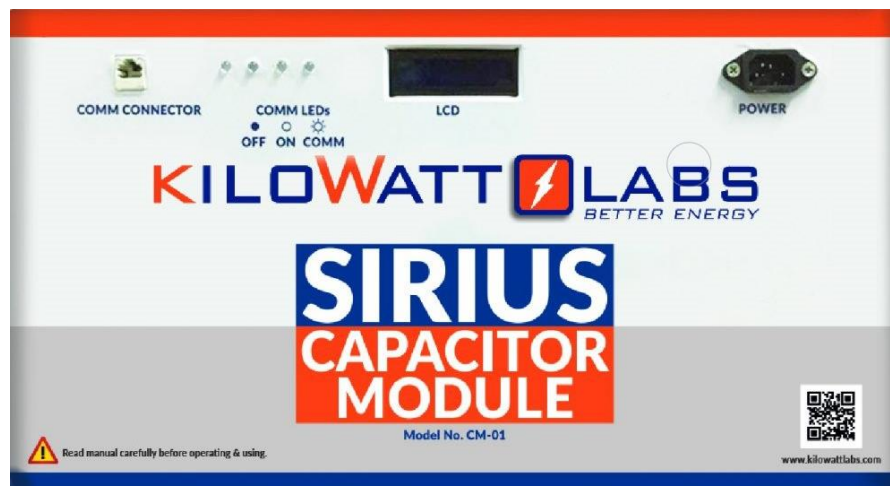 COMM CONNECTOR
COMM LEDs
OFF ON COMM
LCD
POWER
KILOWATT LABS
BETTER ENERGY
SIRIUS
CAPACITOR
MODULE
Model No. CM-01
Read manual carefully before operating & using.
www.kilowattlabs.com